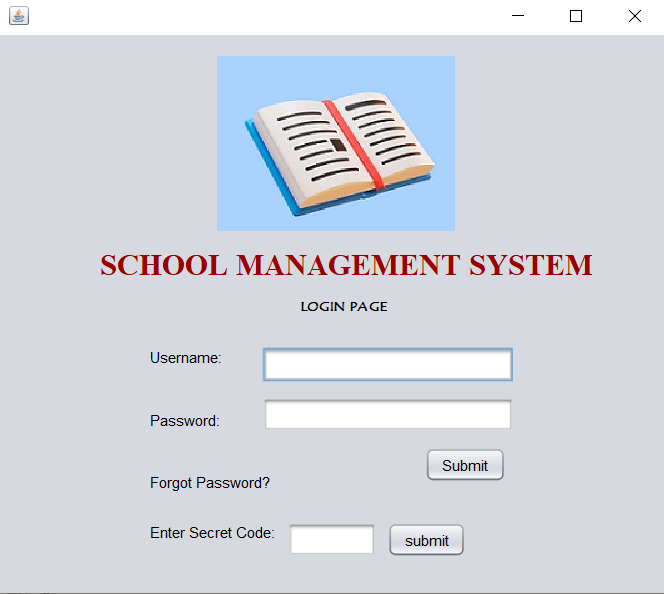 SCHOOL MANAGEMENT SYSTEM
LOGIN PAGE
Username:
Password:
Submit
Forgot Password?
Enter Secret Code: submit